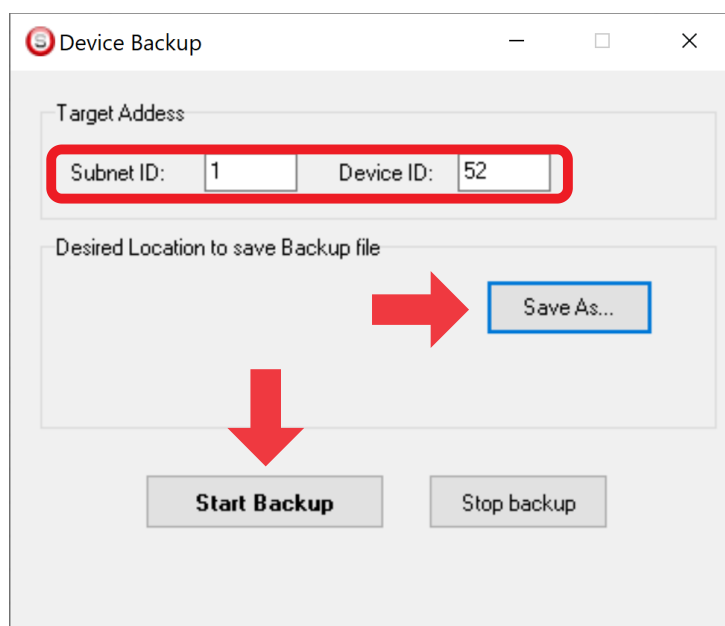 S Device Backup
Target Addess
Subnet ID: 1 Device ID: 52
Desired Location to save Backup file
Save As...
Start Backup Stop backup